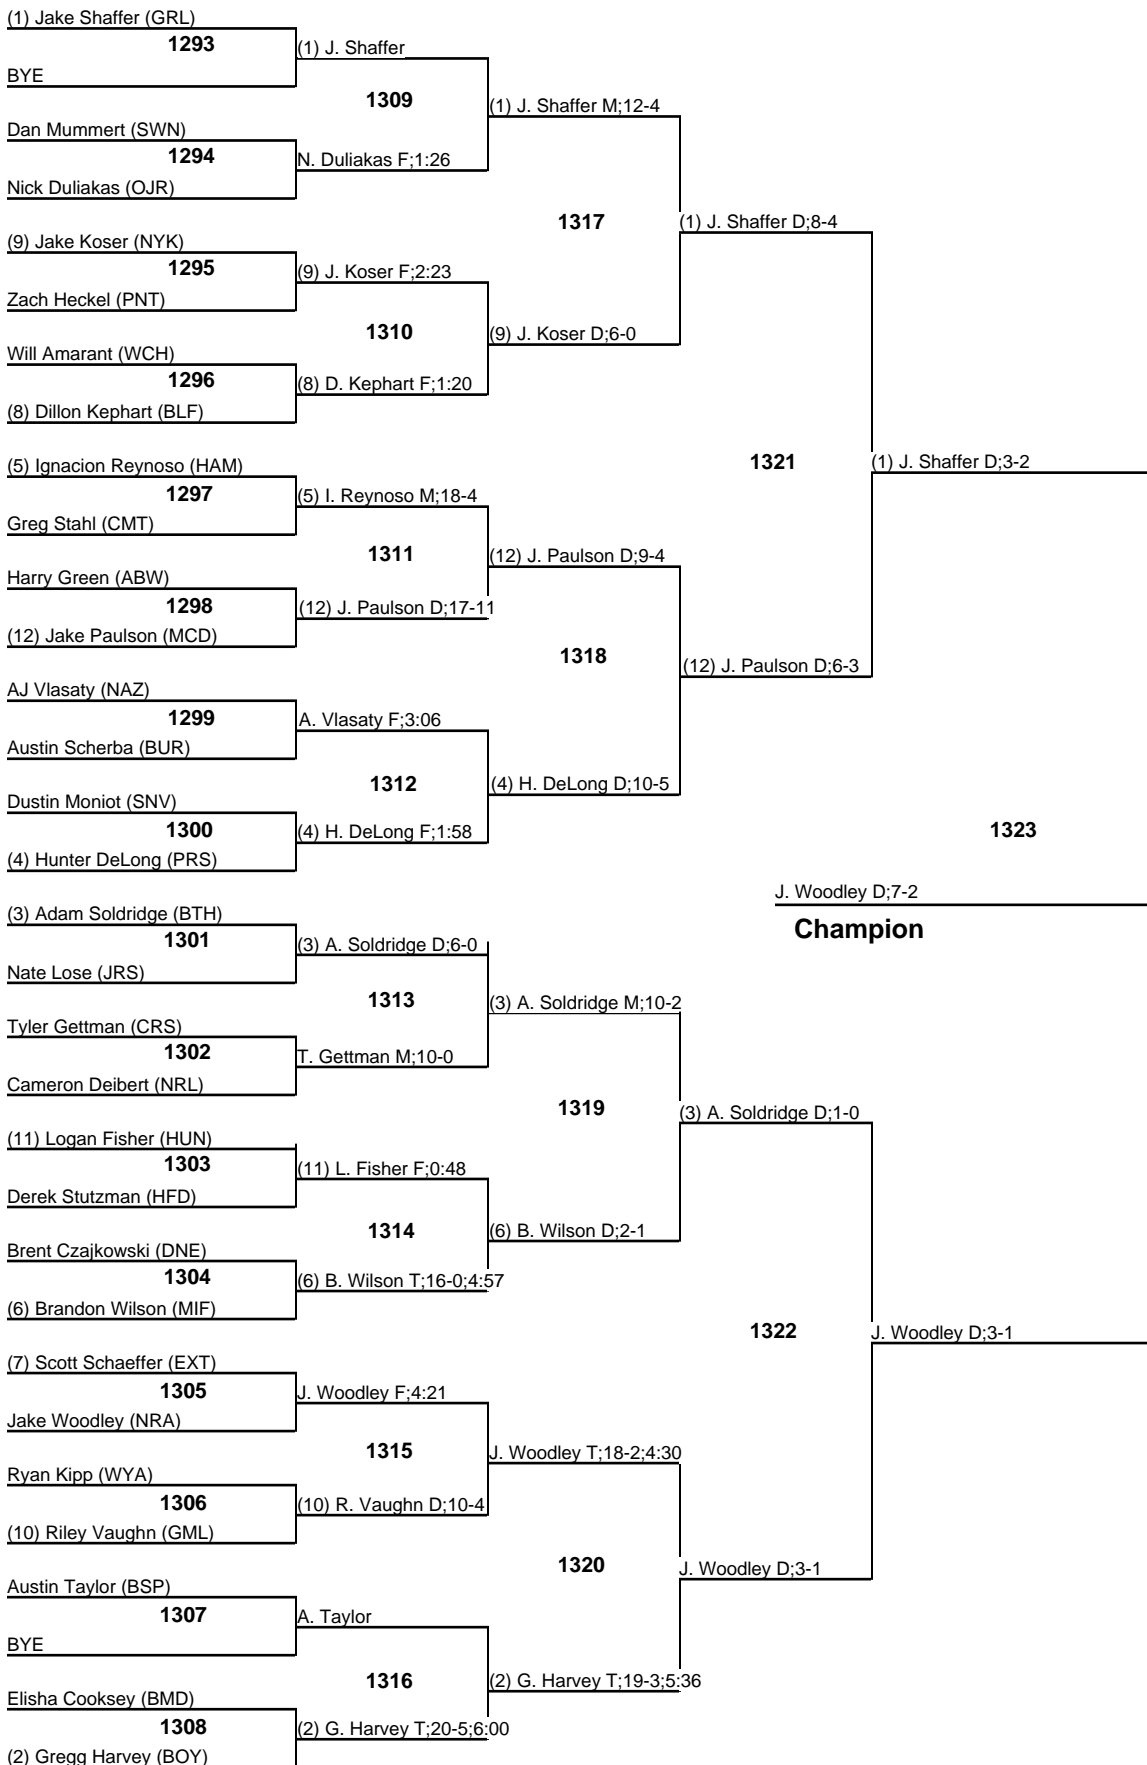 (1) Jake Shaffer (GRL)
1293
(1) J. Shaffer
BYE
1309
(1) J. Shaffer M;12-4
Dan Mummert (SWN)
1294
N. Duliakas F;1:26
Nick Duliakas (OJR)
1317
(1) J. Shaffer D;8-4
(9) Jake Koser (NYK)
1295
(9) J. Koser F;2:23
Zach Heckel (PNT)
1310
(9) J. Koser D;6-0
Will Amarant (WCH)
1296
(8) D. Kephart F;1:20
(8) Dillon Kephart (BLF)
1321
(1) J. Shaffer D;3-2
(5) Ignacion Reynoso (HAM)
1297
(5) I. Reynoso M;18-4
Greg Stahl (CMT)
1311
(12) J. Paulson D;9-4
Harry Green (ABW)
1298
(12) J. Paulson D;17-11
(12) Jake Paulson (MCD)
1318
(12) J. Paulson D;6-3
AJ Vlasaty (NAZ)
1299
A. Vlasaty F;3:06
Austin Scherba (BUR)
1312
(4) H. DeLong D;10-5
Dustin Moniot (SNV)
1300
(4) H. DeLong F;1:58
(4) Hunter DeLong (PRS)
1323
J. Woodley D;7-2
Champion
(3) Adam Soldridge (BTH)
1301
(3) A. Soldridge D;6-0
Nate Lose (JRS)
1313
(3) A. Soldridge M;10-2
Tyler Gettman (CRS)
1302
T. Gettman M;10-0
Cameron Deibert (NRL)
1319
(3) A. Soldridge D;1-0
(11) Logan Fisher (HUN)
1303
(11) L. Fisher F;0:48
Derek Stutzman (HFD)
1314
(6) B. Wilson D;2-1
Brent Czajkowski (DNE)
1304
(6) B. Wilson T;16-0;4:57
(6) Brandon Wilson (MIF)
1322
J. Woodley D;3-1
(7) Scott Schaeffer (EXT)
1305
J. Woodley F;4:21
Jake Woodley (NRA)
1315
J. Woodley T;18-2;4:30
Ryan Kipp (WYA)
1306
(10) R. Vaughn D;10-4
(10) Riley Vaughn (GML)
1320
J. Woodley D;3-1
Austin Taylor (BSP)
1307
A. Taylor
BYE
1316
(2) G. Harvey T;19-3;5:36
Elisha Cooksey (BMD)
1308
(2) G. Harvey T;20-5;6:00
(2) Gregg Harvey (BOY)